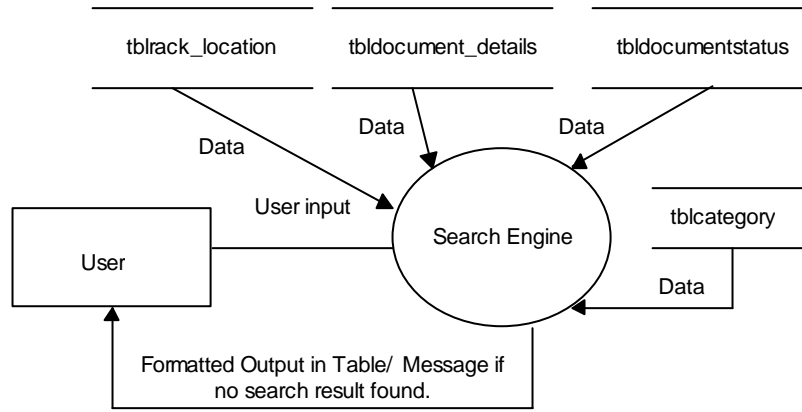 tblrack_location
tbldocument_details
tbldocumentstatus
Data
Data
Data
User input
tblcategory
Search Engine
User
Data
Formatted Output in Table/ Message if
no search result found.